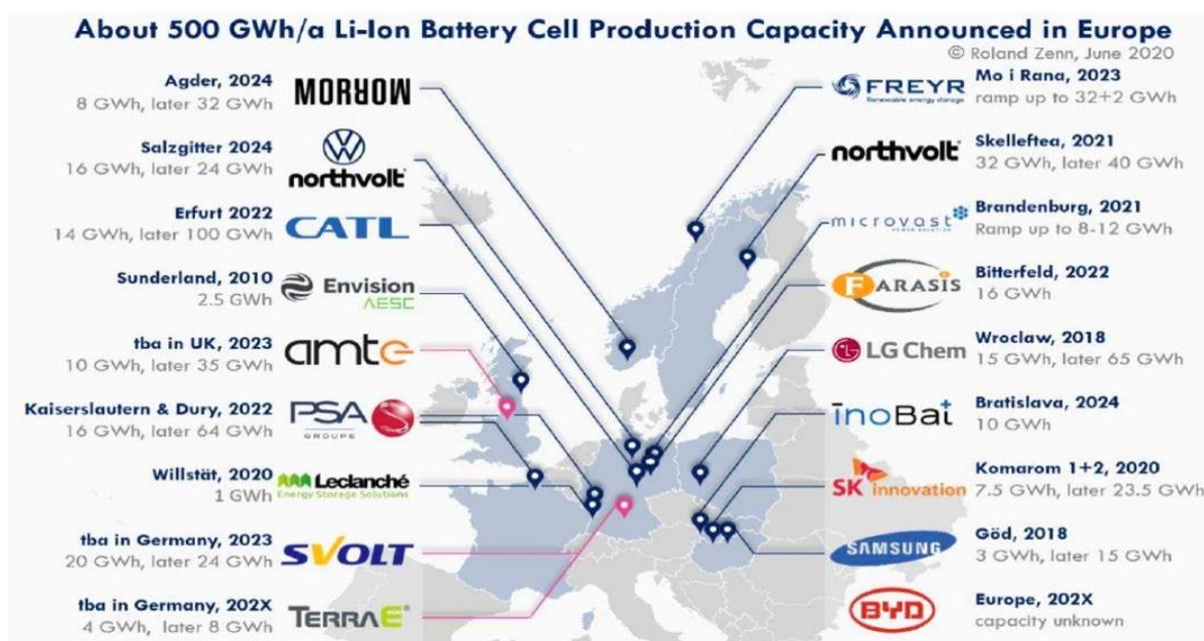 About 500 GWh/a Li-Ion Battery Cell Production Capacity Announced in Europe
© Roland Zenn, June 2020
Agder, 2024
8 GWh, later 32 GWh
MORROW
Salzgitter 2024
16 GWh, later 24 GWh
northvolt
Erfurt 2022
14 GWh, later 100 GWh
CATL
Sunderland, 2010
2.5 GWh
Envision
AESC
tba in UK, 2023
10 GWh, later 35 GWh
amte
Kaiserslautern & Dury, 2022
16 GWh, later 64 GWh
PSA
GROUPE
Willstät, 2020
1 GWh
Leclanché
Energy Storage Solutions
tba in Germany, 2023
20 GWh, later 24 GWh
SVOLT
tba in Germany, 202X
4 GWh, later 8 GWh
TERRAE
FREYR
Renewable energy storage
Mo i Rana, 2023
ramp up to 32+2 GWh
northvolt
Skelleftea, 2021
32 GWh, later 40 GWh
microvast
POWER SOLUTION
Brandenburg, 2021
Ramp up to 8-12 GWh
FARASIS
Bitterfeld, 2022
16 GWh
LG Chem
Wroclaw, 2018
15 GWh, later 65 GWh
inoBat
Bratislava, 2024
10 GWh
SK innovation
Komarom 1+2, 2020
7.5 GWh, later 23.5 GWh
SAMSUNG
Göd, 2018
3 GWh, later 15 GWh
BYD
Europe, 202X
capacity unknown